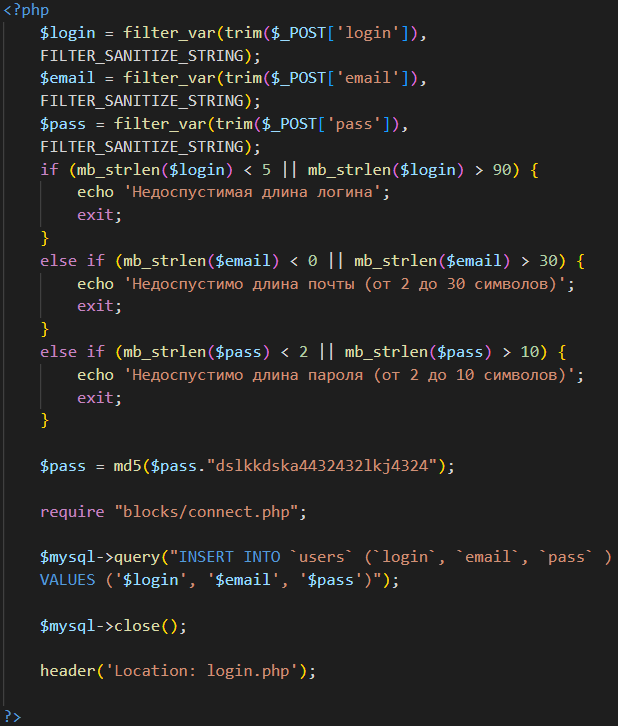 <?php
$login = filter_var(trim($_POST['login']),
FILTER_SANITIZE_STRING);
$email = filter_var(trim($_POST['email']),
FILTER_SANITIZE_STRING);
$pass = filter_var(trim($_POST['pass']),
FILTER_SANITIZE_STRING);
if (mb_strlen($login) < 5 || mb_strlen($login) > 90) {
echo 'Недоспустимая длина логина';
exit;
}
else if (mb_strlen($email) < 0 || mb_strlen($email) > 30) {
echo 'Недоспустимо длина почты (от 2 до 30 символов)';
exit;
}
else if (mb_strlen($pass) < 2 || mb_strlen($pass) > 10) {
echo 'Недоспустимо длина пароля (от 2 до 10 символов)';
exit;
}
$pass = md5($pass."dslkkdska4432432lkj4324");
require "blocks/connect.php";
$mysql->query("INSERT INTO `users` (`login`, `email`, `pass` )
VALUES ('$login', '$email', '$pass')");
$mysql->close();
header('Location: login.php');
?>